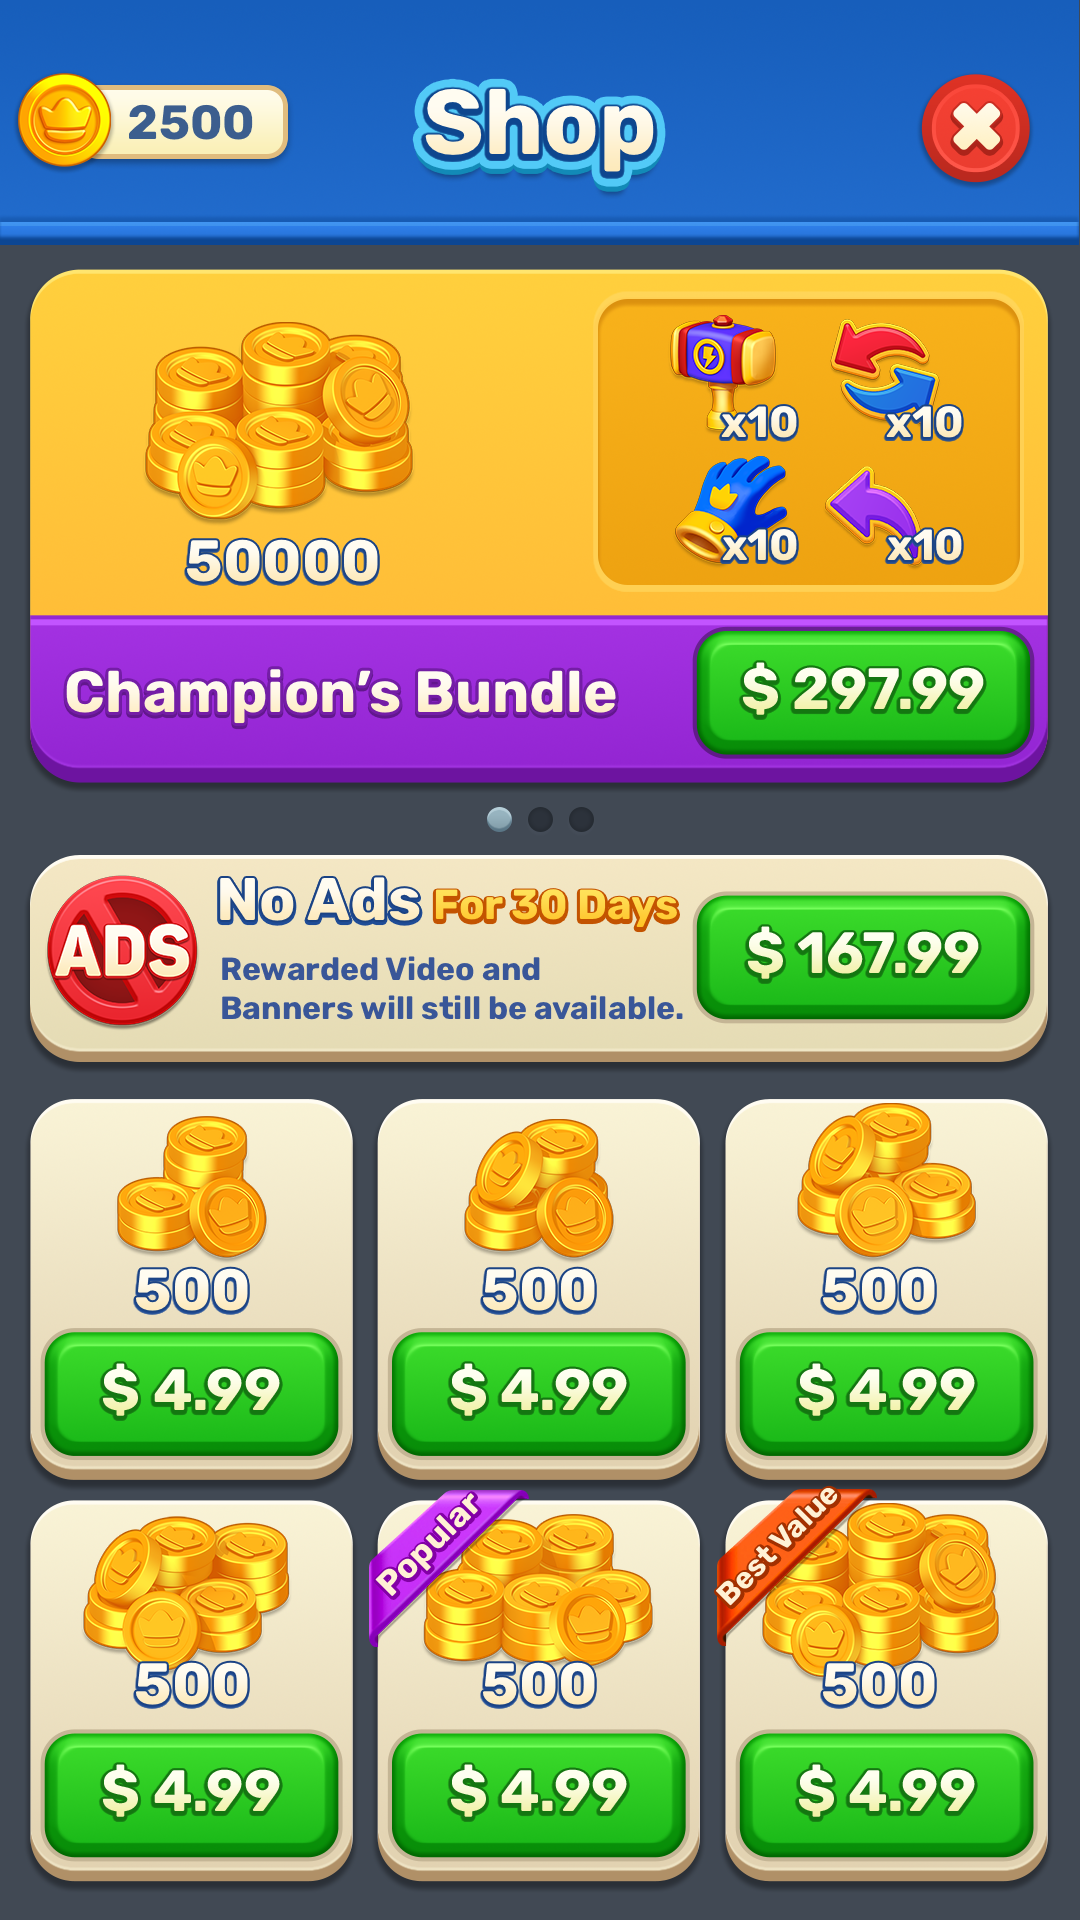 2500
Shop
x10
x10
x10
x10
50000
Champion's Bundle
$ 297.99
ADS
No Ads For 30 Days
Rewarded Video and
Banners will still be available.
$ 167.99
500
500
500
$ 4.99
$ 4.99
$ 4.99
Popular
Best Value
500
500
500
$ 4.99
$ 4.99
$ 4.99